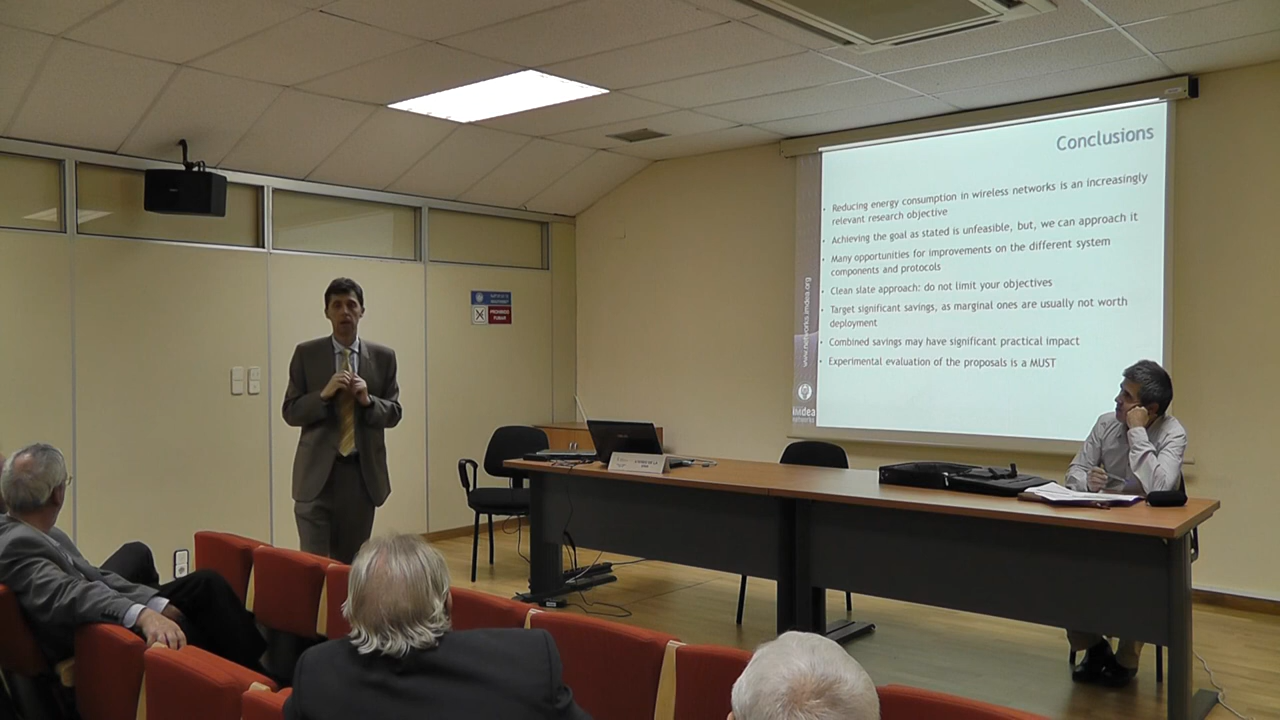 Conclusions
• Reducing energy consumption in wireless networks is an increasingly
relevant research objective
• Achieving the goal as stated is unfeasible, but, we can approach it
• Many opportunities for improvements on the different system
components and protocols
• Clean slate approach: do not limit your objectives
• Target significant savings, as marginal ones are usually not worth
deployment
• Combined savings may have significant practical impact
• Experimental evaluation of the proposals is a MUST
www.networks.imdea.org
imdea
networks
PROHIBIDO
FUMAR